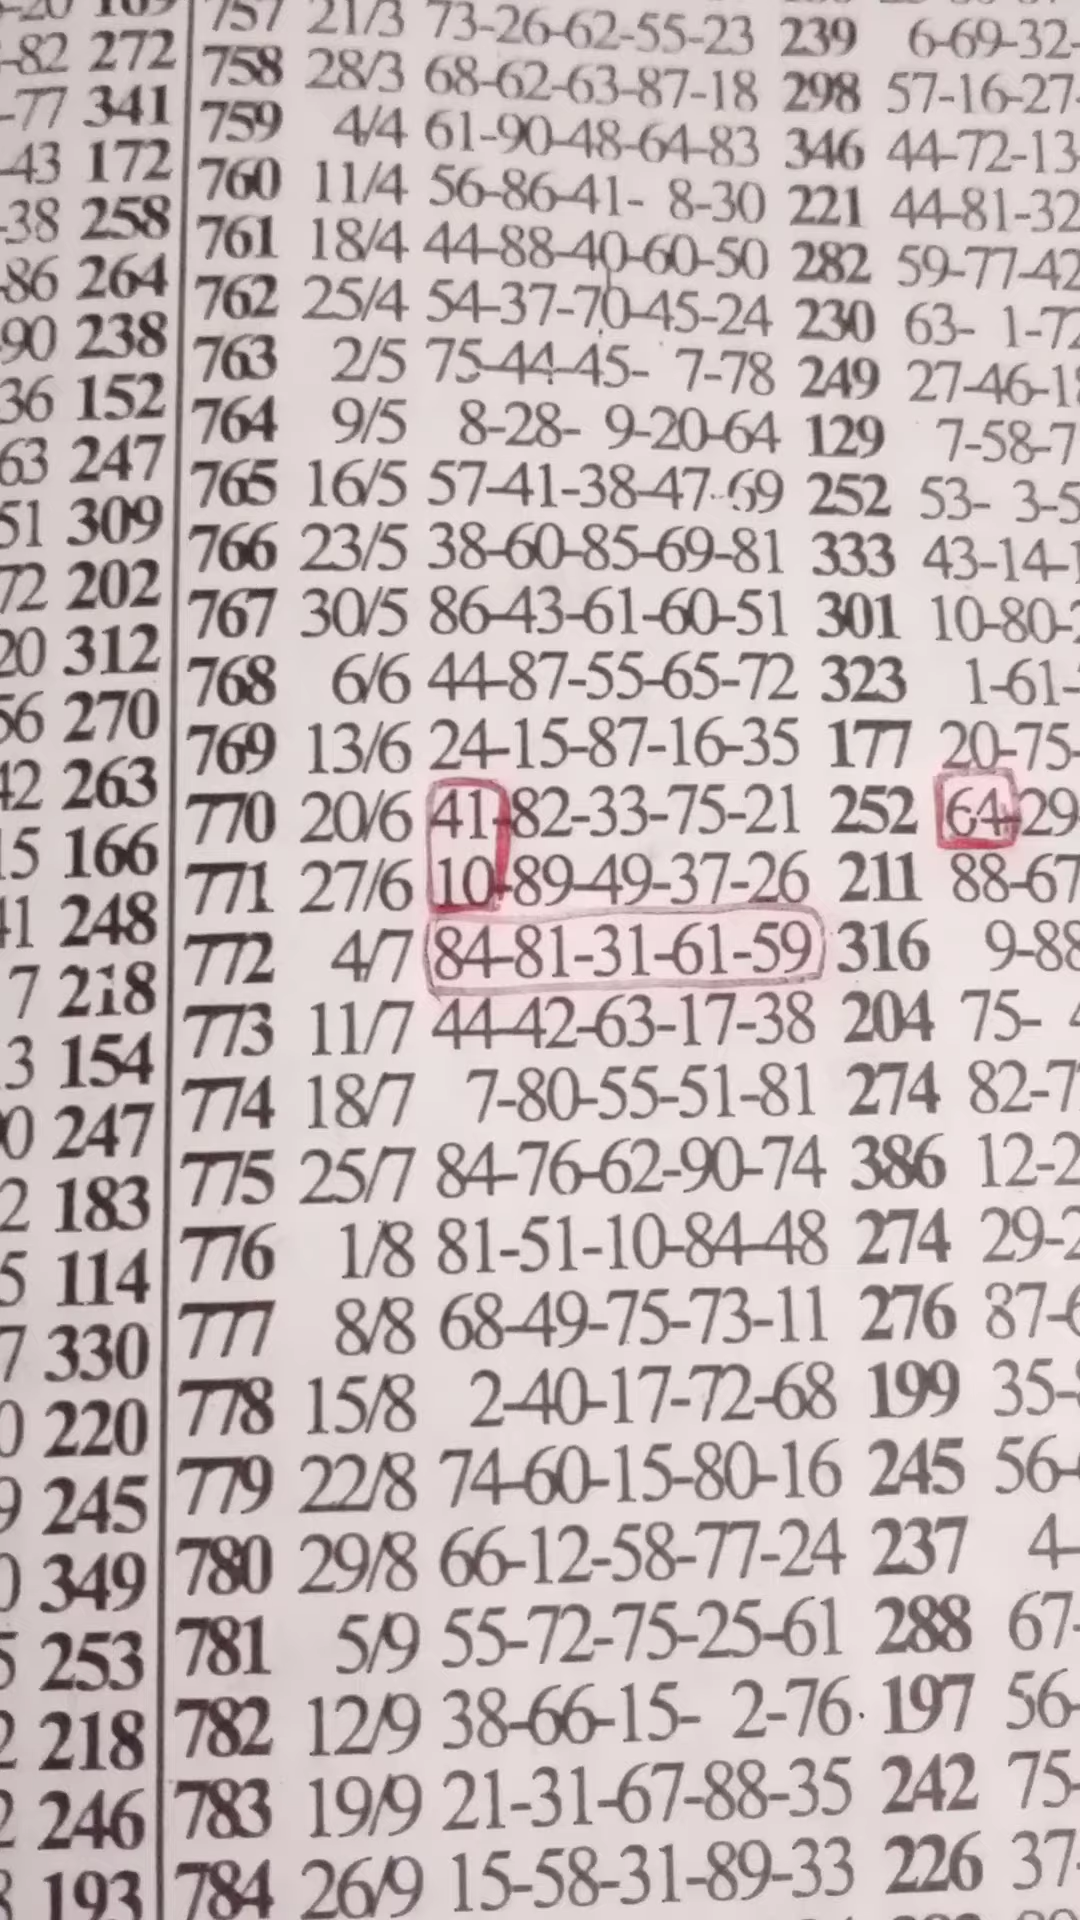 757 21/3 73-26-62-55-23 239 6-69-32-
-82 272 758 28/3 68-62-63-87-18 298 57-16-27-
-77 341 759 4/4 61-90-48-64-83 346 44-72-13
-43 172 760 11/4 56-86-41- 8-30 221 44-81-32
-38 258 761 18/4 44-88-40-60-50 282 59-77-42
-86 264 762 25/4 54-37-70-45-24 230 63- 1-72
90 238 763 2/5 75-44-45- 7-78 249 27-46-18
36 152 764 9/5 8-28- 9-20-64 129 7-58-7
63 247 765 16/5 57-41-38-47-69 252 53- 3-5
51 309 766 23/5 38-60-85-69-81 333 43-14-1
72 202 767 30/5 86-43-61-60-51 301 10-80-2
20 312 768 6/6 44-87-55-65-72 323 1-61-
56 270 769 13/6 24-15-87-16-35 177 20-75-
42 263 770 20/6 41-82-33-75-21 252 64-29
15 166 771 27/6 10-89-49-37-26 211 88-67
41 248 772 4/7 84-81-31-61-59 316 9-88
7 218 773 11/7 44-42-63-17-38 204 75- 4
3 154 774 18/7 7-80-55-51-81 274 82-7
0 247 775 25/7 84-76-62-90-74 386 12-2
2 183 776 1/8 81-51-10-84-48 274 29-2
5 114 777 8/8 68-49-75-73-11 276 87-6
7 330 778 15/8 2-40-17-72-68 199 35-
0 220 779 22/8 74-60-15-80-16 245 56-
9 245 780 29/8 66-12-58-77-24 237 4-
0 349 781 5/9 55-72-75-25-61 288 67-
5 253 782 12/9 38-66-15- 2-76 197 56-
2 218 783 19/9 21-31-67-88-35 242 75-
2 246 784 26/9 15-58-31-89-33 226 37-
193